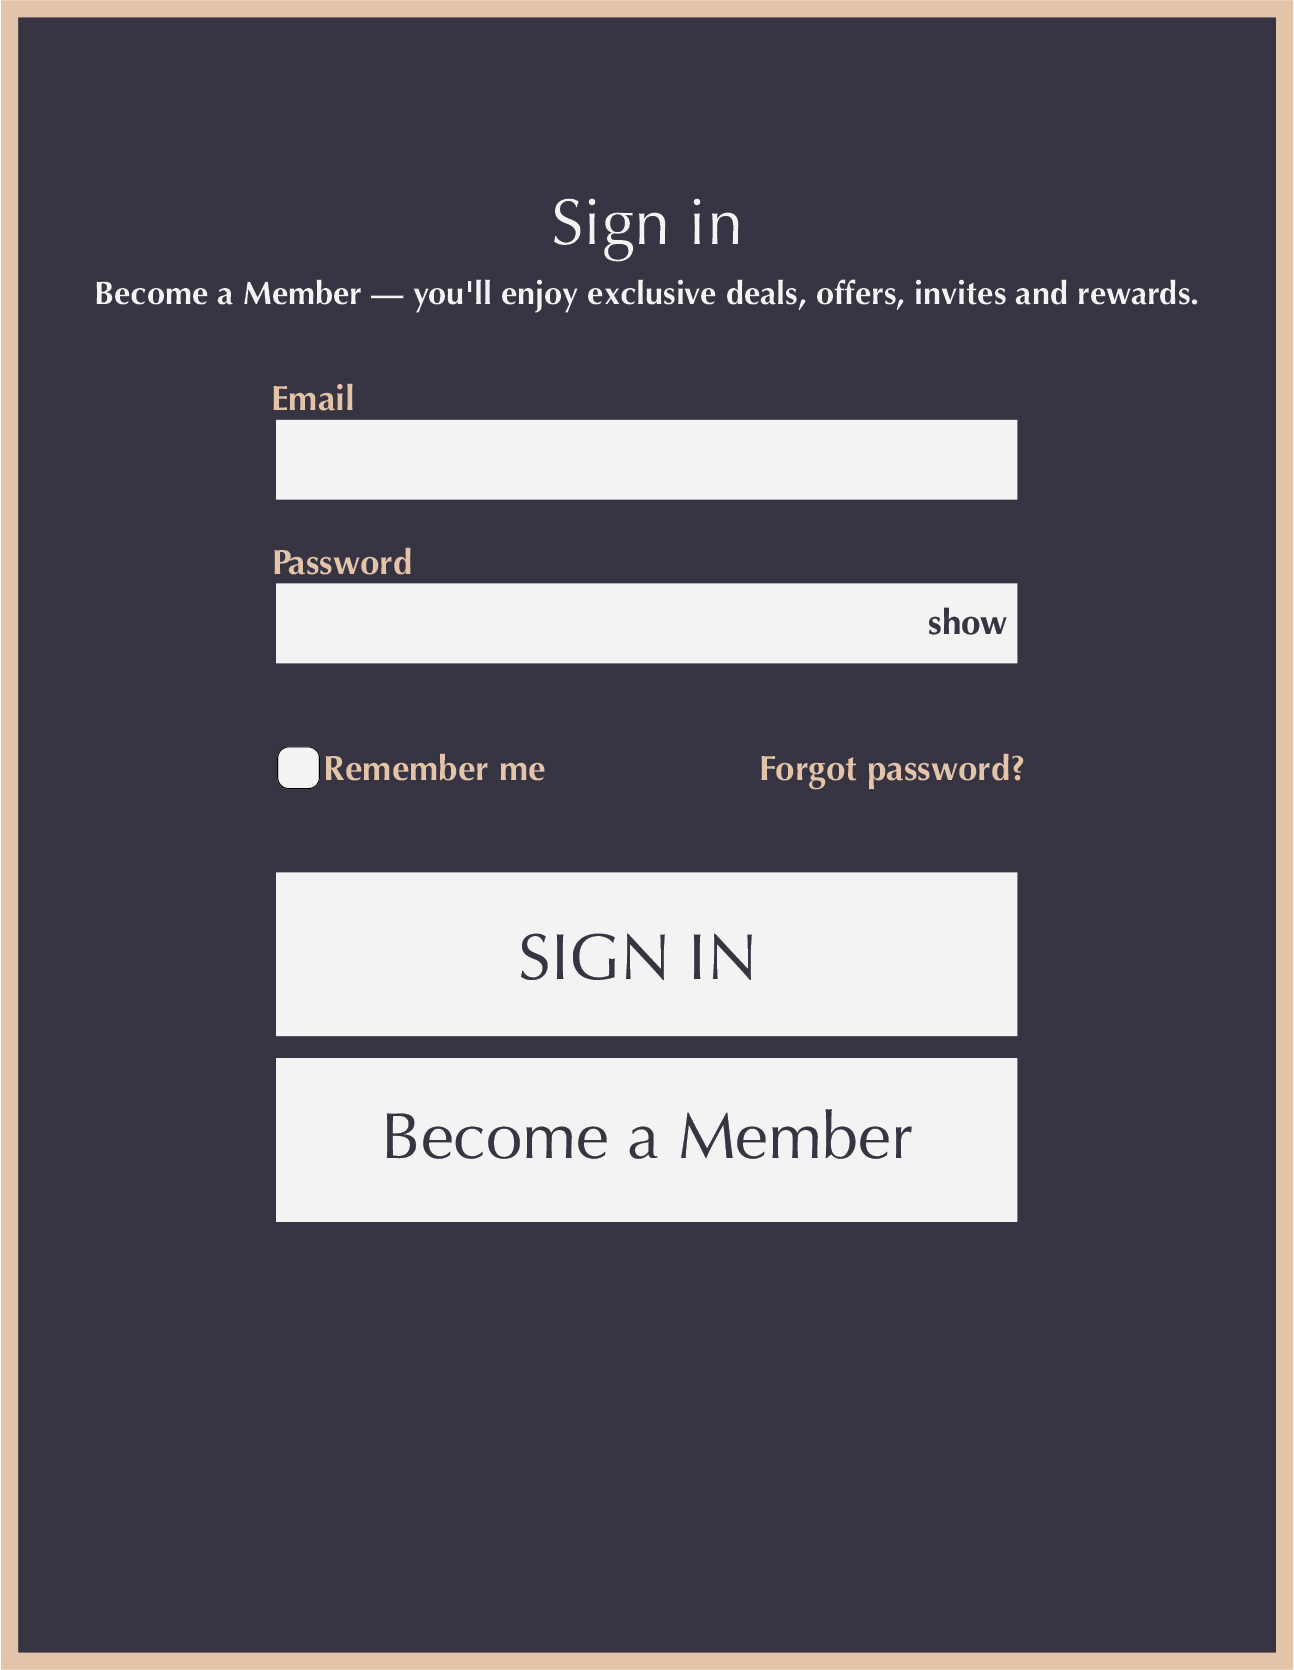 Sign in
Become a Member — you'll enjoy exclusive deals, offers, invites and rewards.
Email
Password
show
Remember me
Forgot password?
SIGN IN
Become a Member